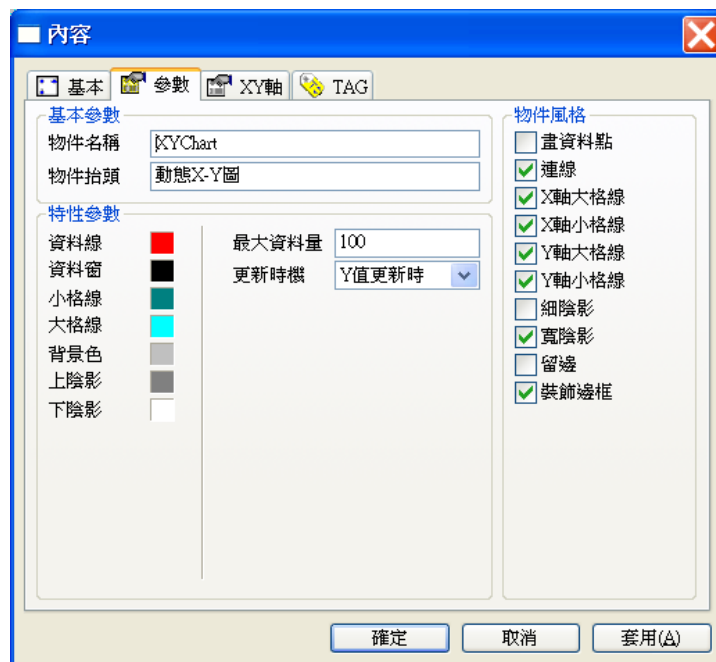 內容
基本 參數 XY軸 TAG
基本參數
物件名稱 XYChart
物件抬頭 動態X-Y圖
特性參數
資料線
資料窗
小格線
大格線
背景色
上陰影
下陰影
最大資料量 100
更新時機 Y值更新時
物件風格
畫資料點
連線
X軸大格線
X軸小格線
Y軸大格線
Y軸小格線
細陰影
寬陰影
留邊
裝飾邊框
確定 取消 套用(A)